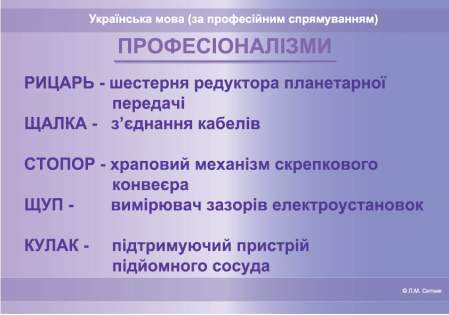 Українська мова (за професійним спрямуванням)
ПРОФЕСІОНАЛІЗМИ
РИЦАРЬ - шестерня редуктора планетарної
передачі
ЩАЛКА - з’єднання кабелів
СТОПОР - храповий механізм скрепкового
конвеєра
ЩУП - вимірювач зазорів електроустановок
КУЛАК - підтримуючий пристрій
підйомного сосуда
© Л.М. Ситник